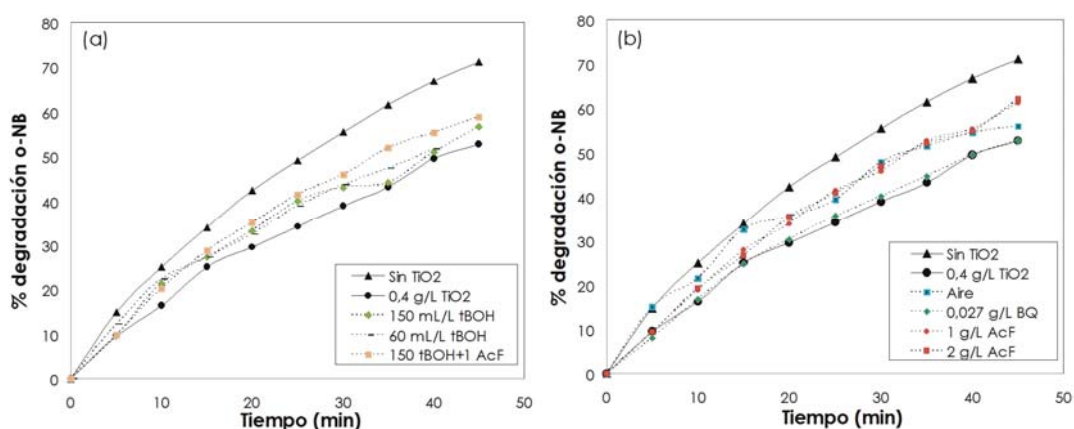 (a)
% degradación o-NB
80
70
60
50
40
30
20
10
0
Sin TiO2
0,4 g/L TiO2
150 mL/L tBOH
60 mL/L tBOH
150 tBOH+1 AcF
0 10 20 30 40 50
Tiempo (min)
(b)
% degradación o-NB
80
70
60
50
40
30
20
10
0
Sin TiO2
0,4 g/L TiO2
Aire
0,027 g/L BQ
1 g/L AcF
2 g/L AcF
0 10 20 30 40 50
Tiempo (min)